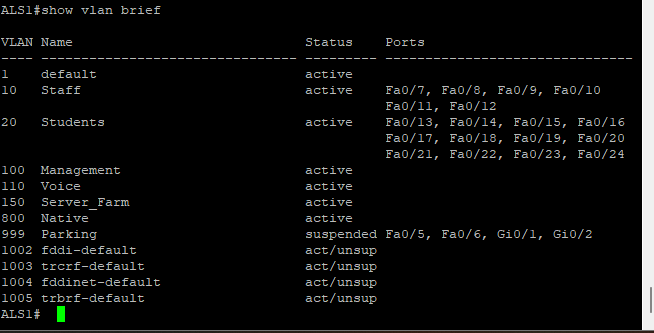 ALS1#show vlan brief
VLAN Name                             Status    Ports
---- -------------------------------- --------- -------------------------------
1    default                          active
10   Staff                            active    Fa0/7, Fa0/8, Fa0/9, Fa0/10
                                                Fa0/11, Fa0/12
20   Students                         active    Fa0/13, Fa0/14, Fa0/15, Fa0/16
                                                Fa0/17, Fa0/18, Fa0/19, Fa0/20
                                                Fa0/21, Fa0/22, Fa0/23, Fa0/24
100  Management                       active
110  Voice                            active
150  Server_Farm                      active
800  Native                           active
999  Parking                          suspended Fa0/5, Fa0/6, Gi0/1, Gi0/2
1002 fddi-default                     act/unsup
1003 trcrf-default                    act/unsup
1004 fddinet-default                  act/unsup
1005 trbrf-default                    act/unsup
ALS1#